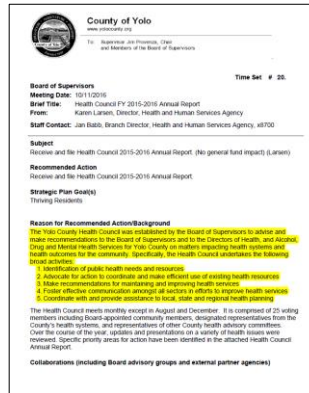 County of Yolo
www.yolocounty.org
To: Supervisor Jim Provenza, Chair
and Members of the Board of Supervisors
Time Set # 20.
Board of Supervisors
Meeting Date: 10/11/2016
Brief Title: Health Council FY 2015-2016 Annual Report
From: Karen Larsen, Director, Health and Human Services Agency
Staff Contact: Jan Babb, Branch Director, Health and Human Services Agency, x8700
Subject
Receive and file Health Council 2015-2016 Annual Report. (No general fund impact) (Larsen)
Recommended Action
Receive and file Health Council 2015-2016 Annual Report.
Strategic Plan Goal(s)
Thriving Residents
Reason for Recommended Action/Background
The Yolo County Health Council was established by the Board of Supervisors to advise and
make recommendations to the Board of Supervisors and to the Directors of Health, and Alcohol,
Drug and Mental Health Services for Yolo County on matters impacting health systems and
health outcomes for the community. Specifically, the Health Council undertakes the following
broad activities:
1. Identification of public health needs and resources
2. Advocate for action to coordinate and make efficient use of existing health resources
3. Make recommendations for maintaining and improving health services
4. Foster effective communication amongst all sectors in efforts to improve health services
5. Coordinate with and provide assistance to local, state and regional health planning
The Health Council meets monthly except in August and December. It is comprised of 25 voting
members including Board-appointed community members, designated representatives from the
County's health systems, and representatives of other County health advisory committees.
Over the course of the year, updates and presentations on a variety of health issues were
reviewed. Specific priority areas for action have been identified in the attached Health Council
Annual Report.
Collaborations (including Board advisory groups and external partner agencies)